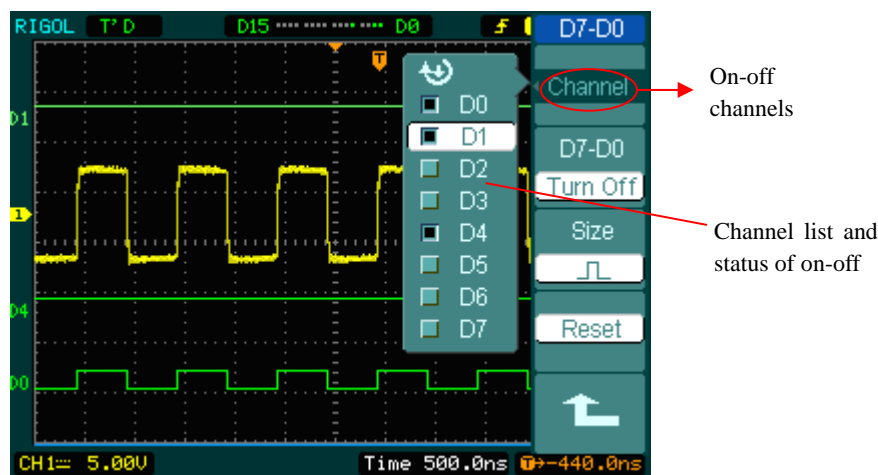 RIGOL T'D D15 D0 D7-D0
Channel
On-off
channels
D0
D1
D2
D3
D4
D5
D6
D7
D7-D0
Turn Off
Size
Reset
Channel list and
status of on-off
D1
1
D4
D0
T
CH1 5.00V Time 500.0ns T→-440.0ns